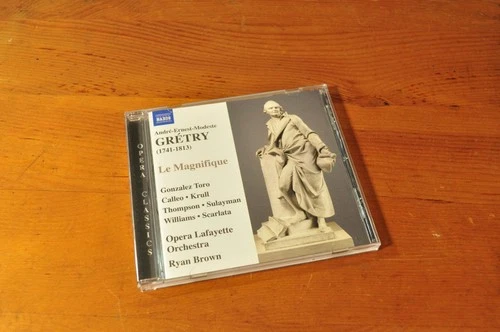 NAXOS
André-Ernest-Modeste
GRÉTRY
(1741-1813)
Le Magnifique
Gonzalez Toro
Calleo • Krull
Thompson • Sulayman
Williams • Scarlata
Opera Lafayette
Orchestra
Ryan Brown
OPERA CLASSICS